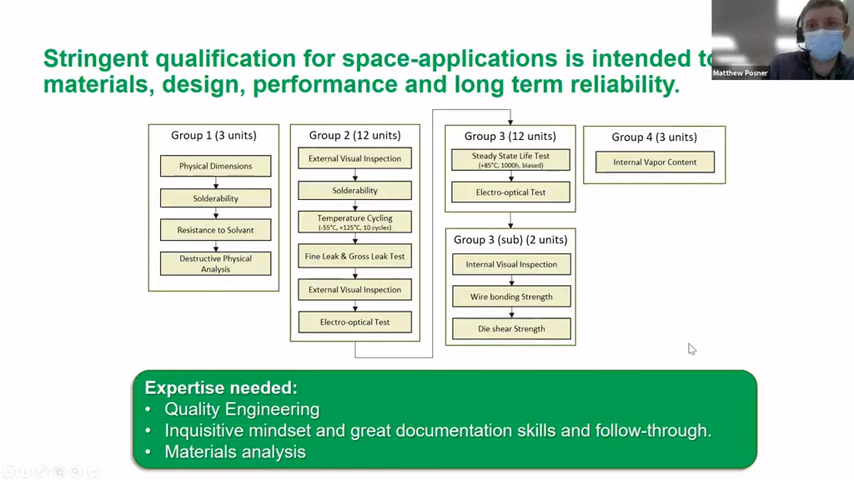 Stringent qualification for space-applications is intended to
materials, design, performance and long term reliability.
Matthew Posner
Group 1 (3 units)
Physical Dimensions
Solderability
Resistance to Solvant
Destructive Physical
Analysis
Group 2 (12 units)
External Visual Inspection
Solderability
Temperature Cycling
(-55°C, +125°C, 10 cycles)
Fine Leak & Gross Leak Test
External Visual Inspection
Electro-optical Test
Group 3 (12 units)
Steady State Life Test
(+85°C, 1000h, biased)
Electro-optical Test
Group 3 (sub) (2 units)
Internal Visual Inspection
Wire bonding Strength
Die shear Strength
Group 4 (3 units)
Internal Vapor Content
Expertise needed:
• Quality Engineering
• Inquisitive mindset and great documentation skills and follow-through.
• Materials analysis